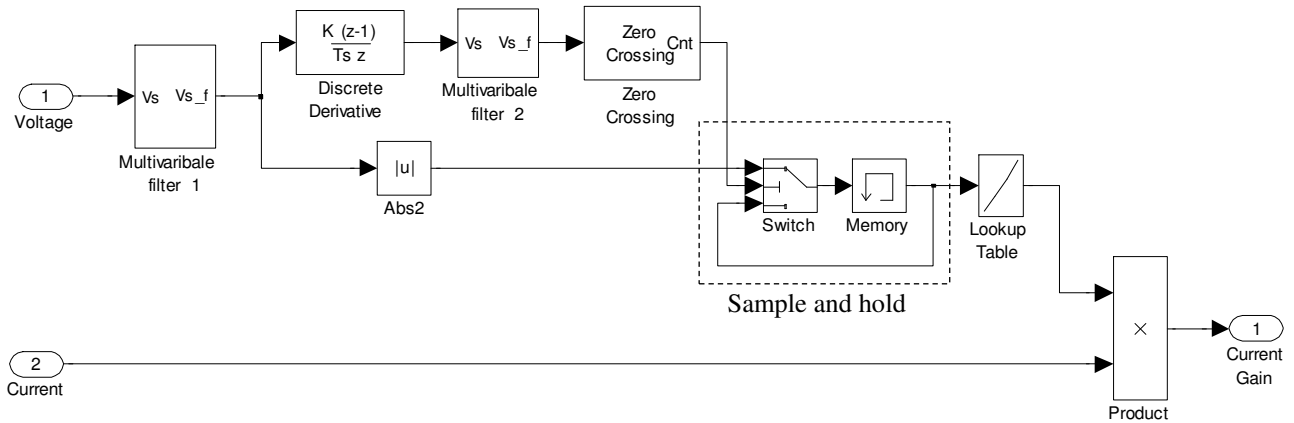 1
Voltage
Vs Vs_f
Multivaribale
filter 1
K (z-1)
Ts z
Discrete
Derivative
Vs Vs_f
Multivaribale
filter 2
Zero
Crossing
Cnt
Zero
Crossing
|u|
Abs2
Switch
Memory
Sample and hold
Lookup
Table
2
Current
×
Product
1
Current
Gain